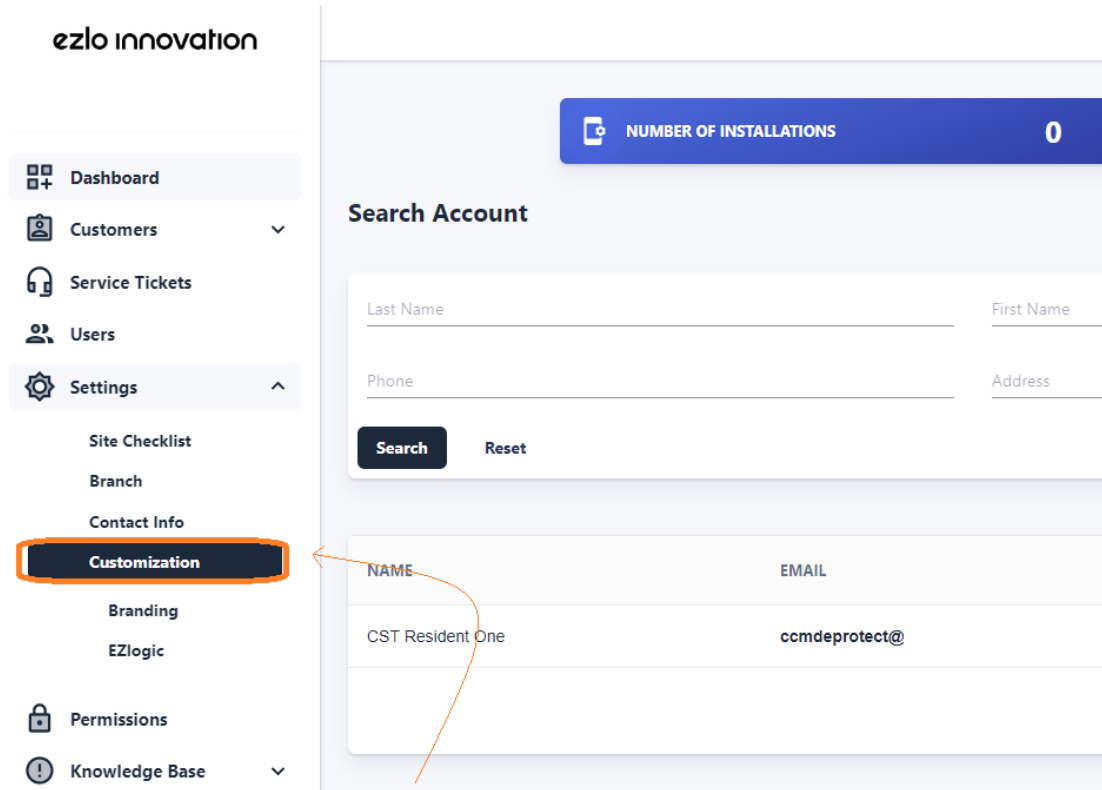 ezlo innovation
NUMBER OF INSTALLATIONS 0
Dashboard
Customers
Service Tickets
Users
Settings
Site Checklist
Branch
Contact Info
Customization
Branding
EZlogic
Permissions
Knowledge Base
Search Account
Last Name First Name
Phone Address
Search Reset
NAME EMAIL
CST Resident One ccmdeprotect@